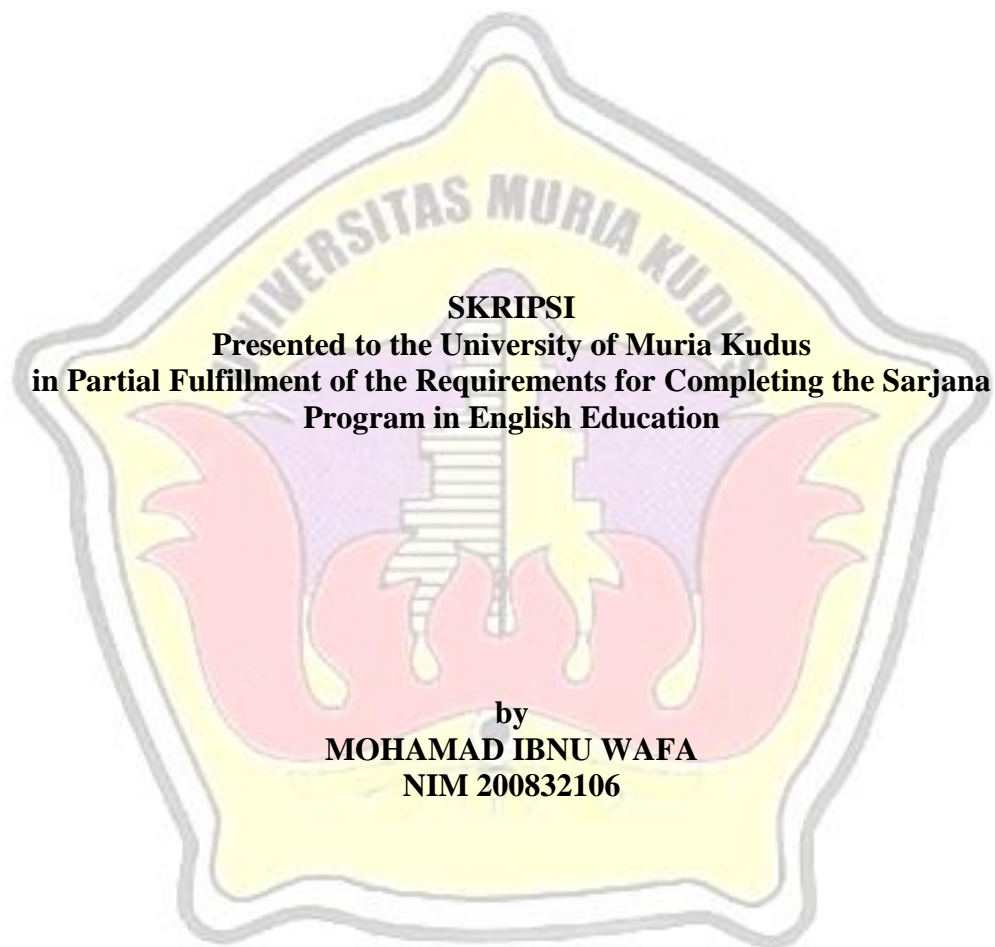 UNIVERSITAS MURIA KUDUS
SKRIPSI
Presented to the University of Muria Kudus
in Partial Fulfillment of the Requirements for Completing the Sarjana
Program in English Education
by
MOHAMAD IBNU WAFA
NIM 200832106